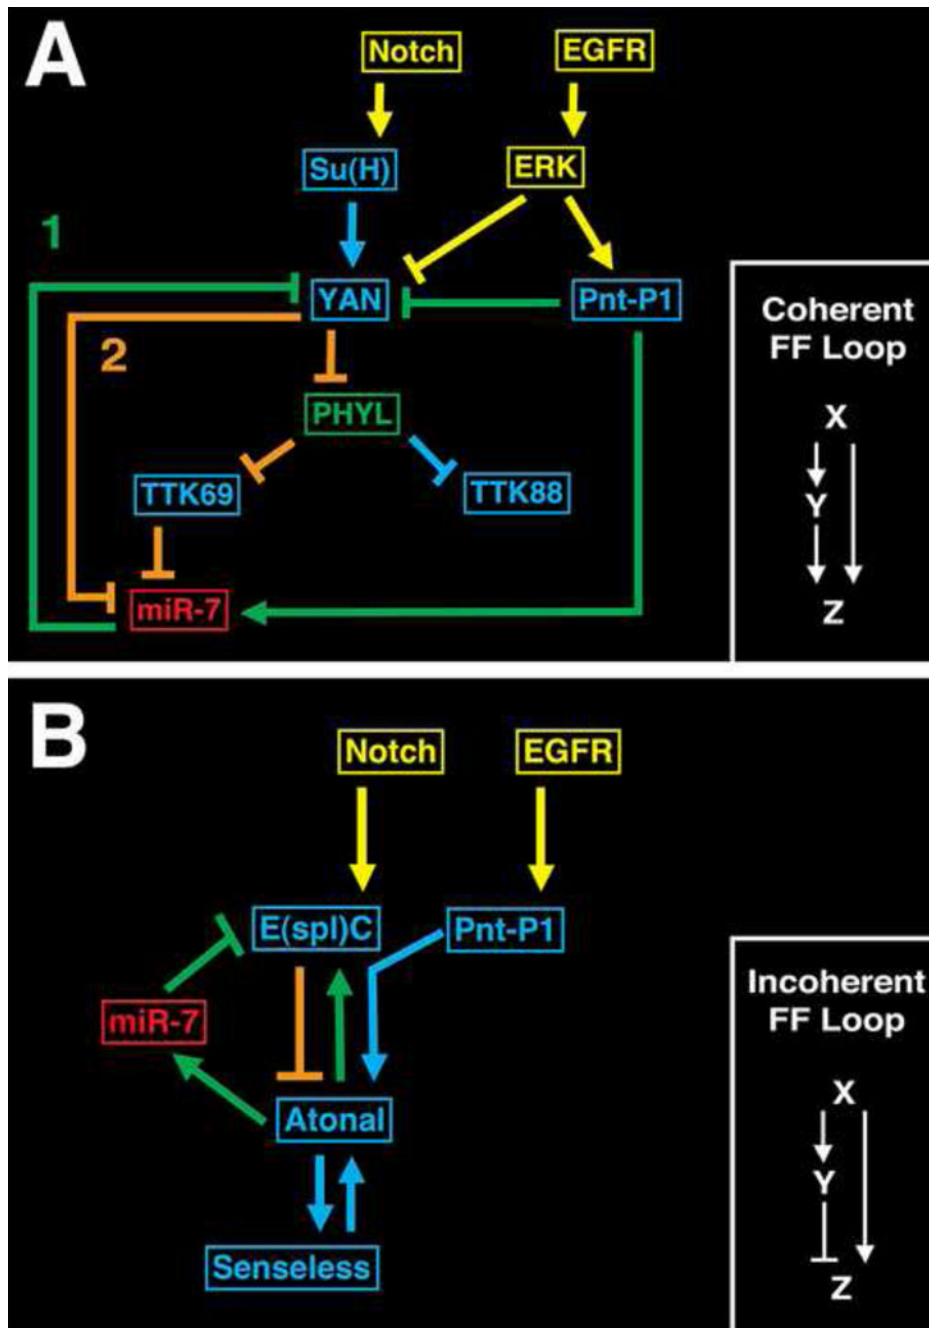 A
Notch
EGFR
Su(H)
ERK
1
YAN
Pnt-P1
2
PHYL
TTK69
TTK88
miR-7
Coherent
FF Loop
X
Y
Z
B
Notch
EGFR
E(spl)C
Pnt-P1
miR-7
Atonal
Senseless
Incoherent
FF Loop
X
Y
Z